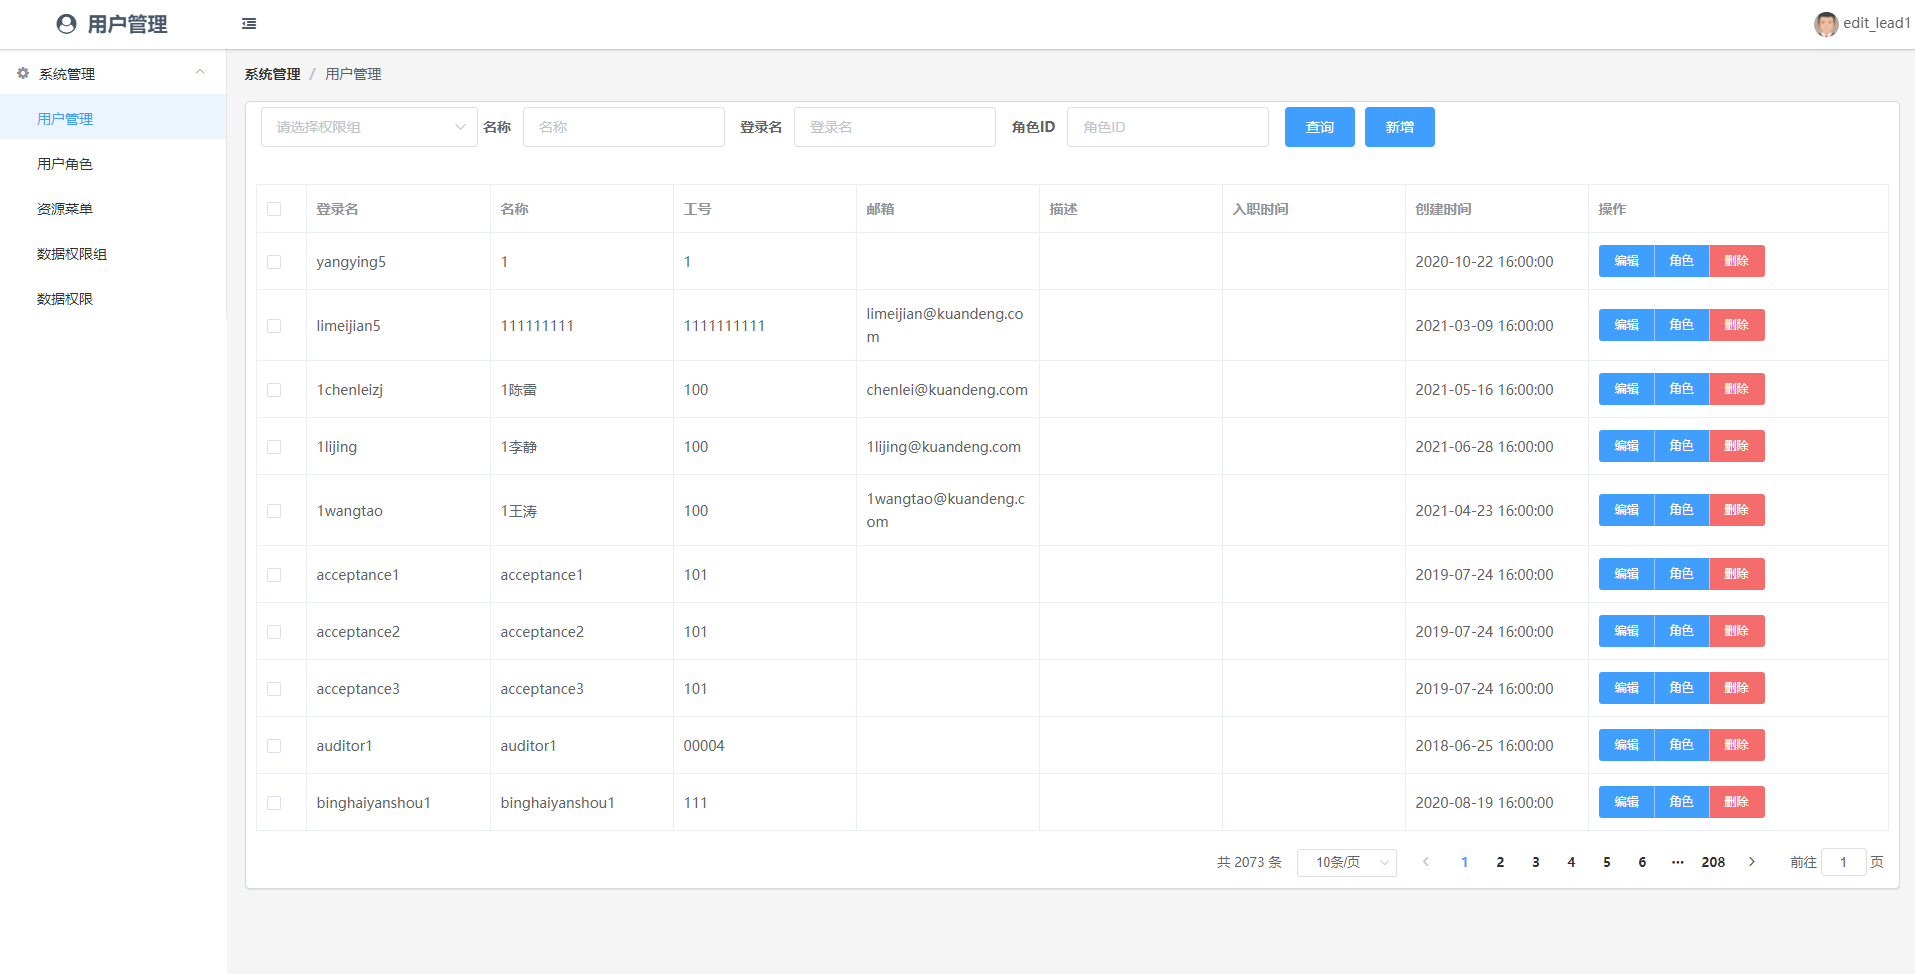 用户管理
edit_lead1
系统管理
用户管理
用户角色
资源菜单
数据权限组
数据权限
系统管理 / 用户管理
请选择权限组 名称 名称 登录名 登录名 角色ID 角色ID 查询 新增
登录名 名称 工号 邮箱 描述 入职时间 创建时间 操作
yangying5 1 1 2020-10-22 16:00:00 编辑 角色 删除
limeijian5 111111111 1111111111 limeijian@kuandeng.co
m 2021-03-09 16:00:00 编辑 角色 删除
1chenleizj 1陈雷 100 chenlei@kuandeng.com 2021-05-16 16:00:00 编辑 角色 删除
1lijing 1李静 100 1lijing@kuandeng.com 2021-06-28 16:00:00 编辑 角色 删除
1wangtao 1王涛 100 1wangtao@kuandeng.c
om 2021-04-23 16:00:00 编辑 角色 删除
acceptance1 acceptance1 101 2019-07-24 16:00:00 编辑 角色 删除
acceptance2 acceptance2 101 2019-07-24 16:00:00 编辑 角色 删除
acceptance3 acceptance3 101 2019-07-24 16:00:00 编辑 角色 删除
auditor1 auditor1 00004 2018-06-25 16:00:00 编辑 角色 删除
binghaiyanshou1 binghaiyanshou1 111 2020-08-19 16:00:00 编辑 角色 删除
共 2073 条 10条/页 1 2 3 4 5 6 ··· 208 前往 1 页